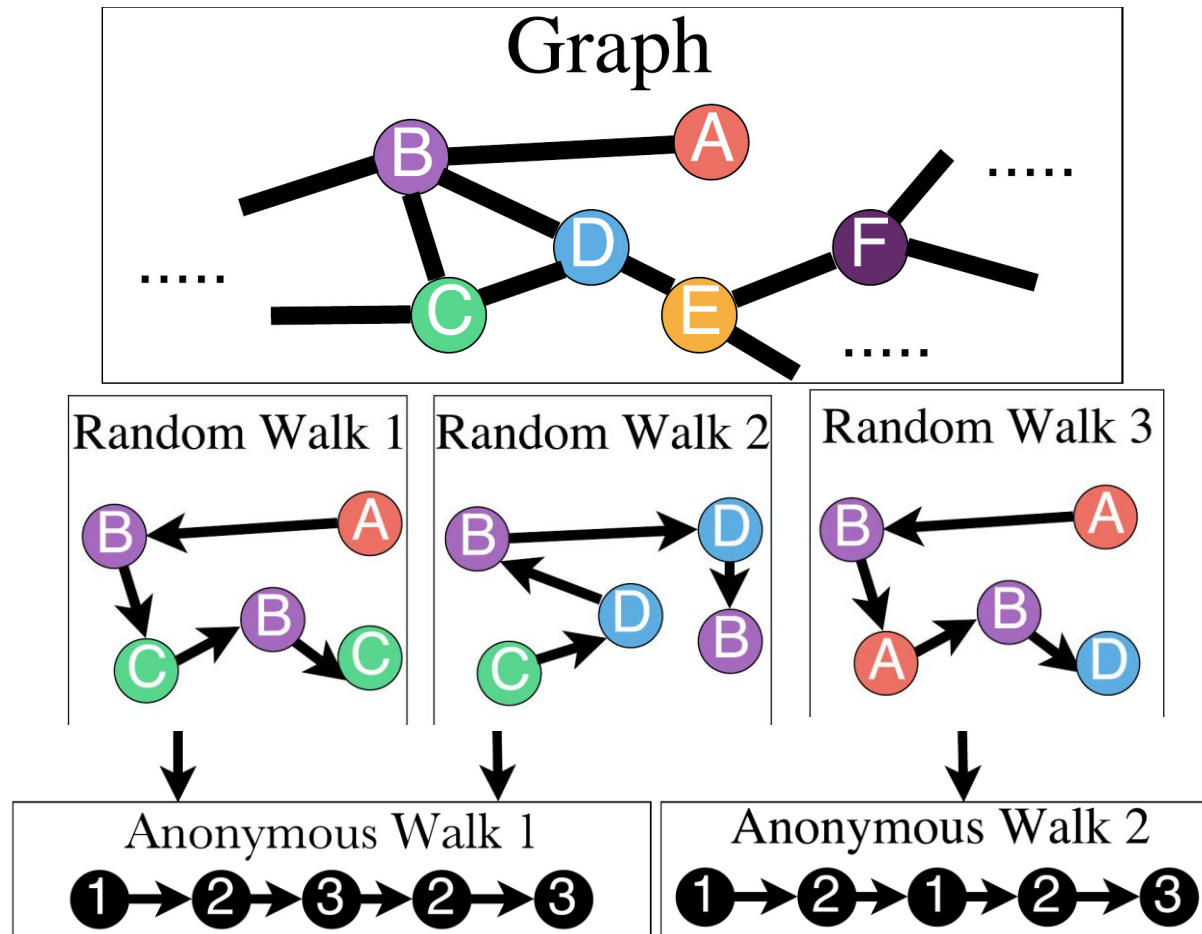 Graph
B
A
.....
D
F
.....
C
E
.....
Random Walk 1
B
A
B
C
C
Random Walk 2
B
D
D
B
C
Random Walk 3
B
A
B
A
D
Anonymous Walk 1
1 2 3 2 3
Anonymous Walk 2
1 2 1 2 3